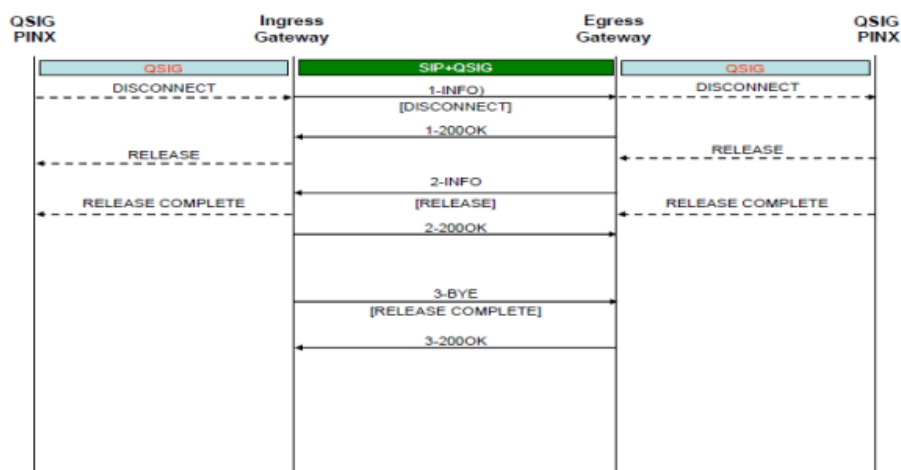 QSIG
PINX
Ingress
Gateway
Egress
Gateway
QSIG
PINX
QSIG
SIP+QSIG
QSIG
DISCONNECT
1-INFO)
DISCONNECT
[DISCONNECT]
1-200OK
RELEASE
RELEASE
2-INFO
RELEASE COMPLETE
[RELEASE]
RELEASE COMPLETE
2-200OK
3-BYE
[RELEASE COMPLETE]
3-200OK